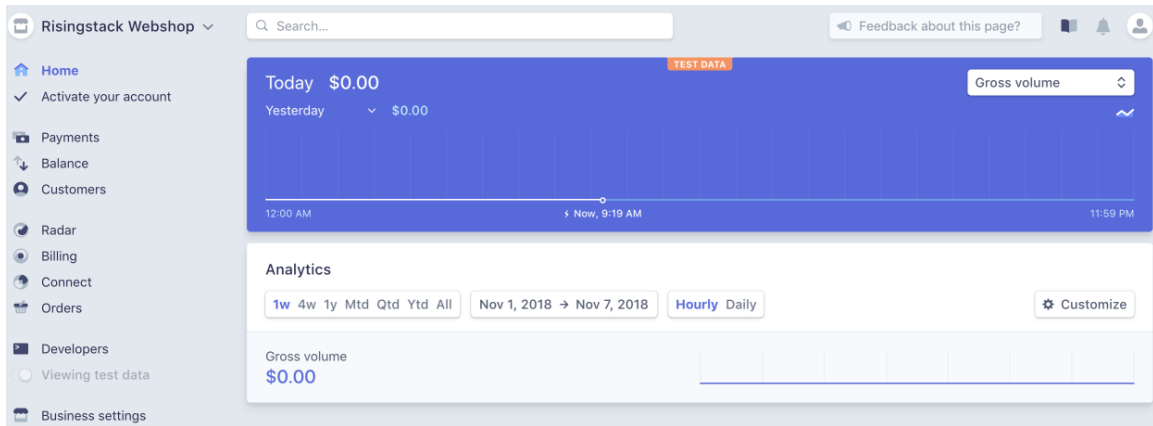 Risingstack Webshop
Search...
Feedback about this page?
Home
Activate your account
Payments
Balance
Customers
Radar
Billing
Connect
Orders
Developers
Viewing test data
Business settings
TEST DATA
Today $0.00
Gross volume
Yesterday $0.00
12:00 AM
Now, 9:19 AM
11:59 PM
Analytics
1w 4w 1y Mtd Qtd Ytd All
Nov 1, 2018 → Nov 7, 2018
Hourly Daily
Customize
Gross volume
$0.00